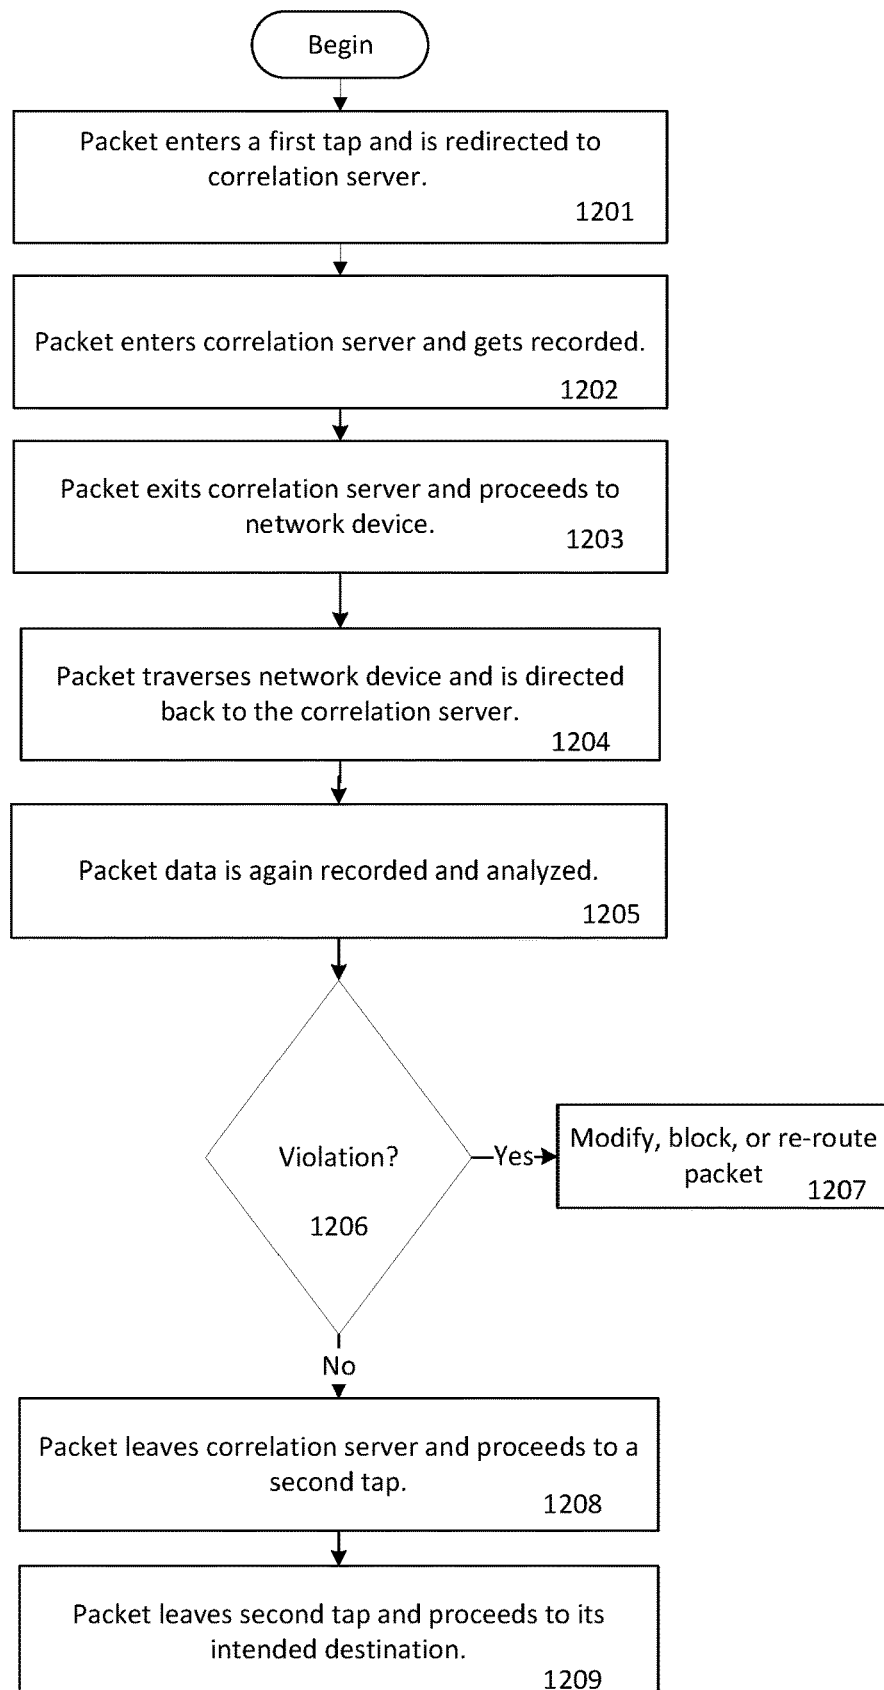 Begin
Packet enters a first tap and is redirected to
correlation server.
1201
Packet enters correlation server and gets recorded.
1202
Packet exits correlation server and proceeds to
network device.
1203
Packet traverses network device and is directed
back to the correlation server.
1204
Packet data is again recorded and analyzed.
1205
Violation?
1206
Yes
Modify, block, or re-route
packet
1207
No
Packet leaves correlation server and proceeds to a
second tap.
1208
Packet leaves second tap and proceeds to its
intended destination.
1209